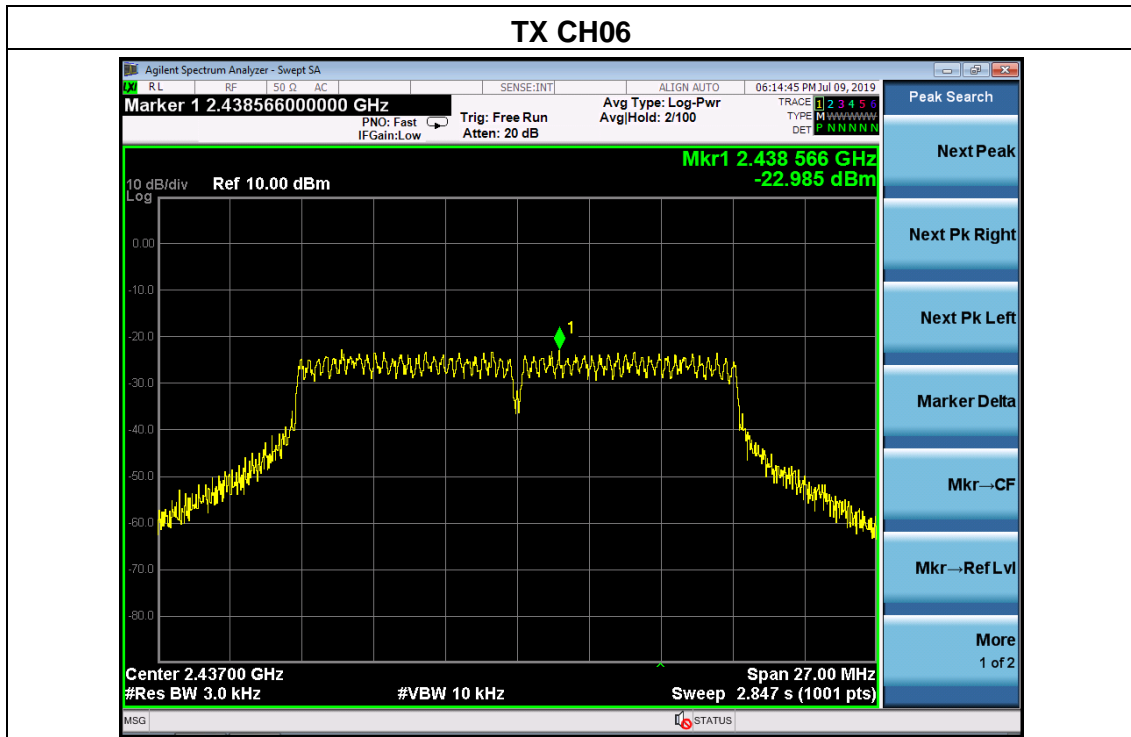 TX CH06
Agilent Spectrum Analyzer - Swept SA
LXI RL RF 50 Ω AC SENSE:INT ALIGN AUTO 06:14:45 PM Jul 09, 2019
Marker 1 2.438566000000 GHz
PNO: Fast
IFGain:Low
Trig: Free Run
Atten: 20 dB
Avg Type: Log-Pwr
Avg|Hold: 2/100
TRACE 1 2 3 4 5 6
TYPE M WWWWW
DET P N N N N N
Mkr1 2.438 566 GHz
-22.985 dBm
10 dB/div Ref 10.00 dBm
Log
0.00
-10.0
-20.0
-30.0
-40.0
-50.0
-60.0
-70.0
-80.0
1
Center 2.43700 GHz Span 27.00 MHz
#Res BW 3.0 kHz #VBW 10 kHz Sweep 2.847 s (1001 pts)
MSG STATUS
Peak Search
Next Peak
Next Pk Right
Next Pk Left
Marker Delta
Mkr→CF
Mkr→Ref Lvl
More
1 of 2